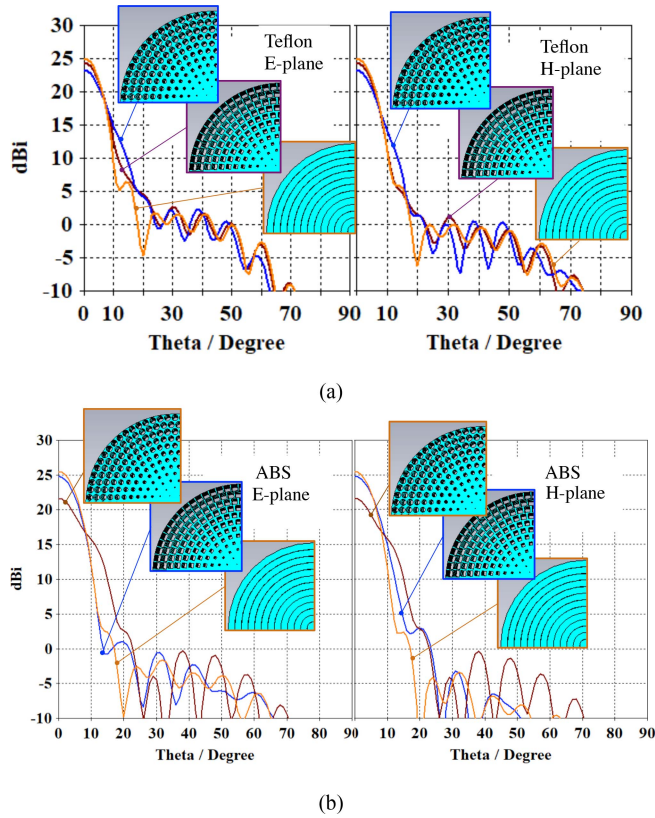 30
25
20
15
10
5
0
-5
-10
dBi
Teflon
E-plane
Teflon
H-plane
0 10 30 50 70 90
10 30 50 70 90
Theta / Degree
Theta / Degree
(a)
30
25
20
15
10
5
0
-5
-10
dBi
ABS
E-plane
ABS
H-plane
0 10 20 30 40 50 60 70 80 90
0 10 20 30 40 50 60 70 80 90
Theta / Degree
Theta / Degree
(b)